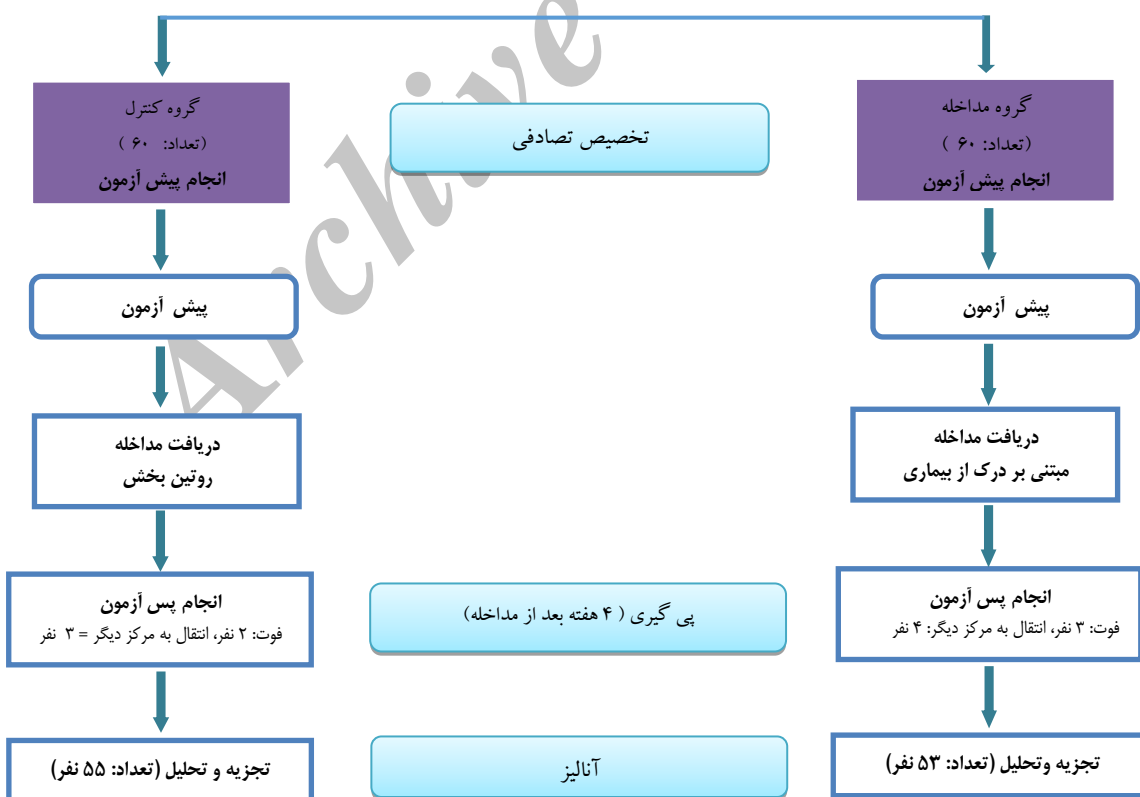 گروه مداخله
(تعداد: ۶۰ )
انجام پیش آزمون
تخصیص تصادفی
گروه کنترل
(تعداد: ۶۰ )
انجام پیش آزمون
پیش آزمون
پیش آزمون
دریافت مداخله
مبتنی بر درک از بیماری
دریافت مداخله
روتین بخش
انجام پس آزمون
فوت: ۳ نفر، انتقال به مرکز دیگر: ۴ نفر
پی گیری ( ۴ هفته بعد از مداخله)
انجام پس آزمون
فوت: ۲ نفر، انتقال به مرکز دیگر = ۳ نفر
تجزیه وتحلیل (تعداد: ۵۳ نفر)
آنالیز
تجزیه و تحلیل (تعداد: ۵۵ نفر)
Archive